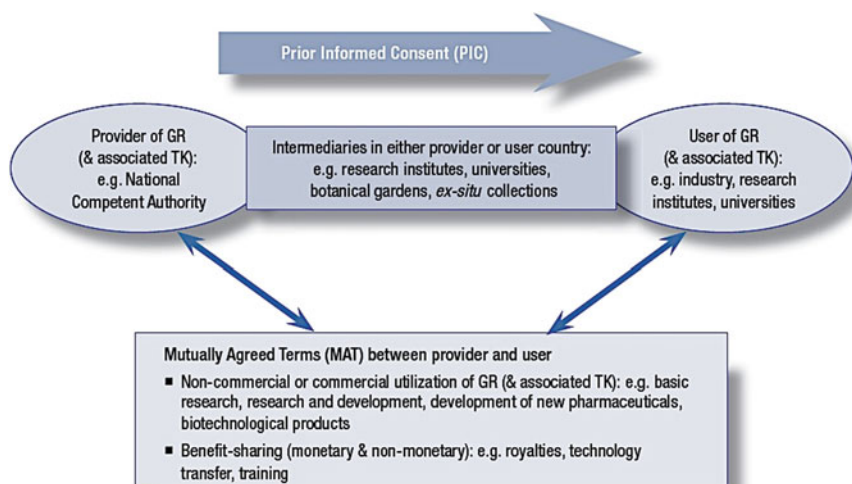 Prior Informed Consent (PIC)
Provider of GR
(& associated TK):
e.g. National
Competent Authority
Intermediaries in either provider or user country:
e.g. research institutes, universities,
botanical gardens, ex-situ collections
User of GR
(& associated TK):
e.g. industry, research
institutes, universities
Mutually Agreed Terms (MAT) between provider and user
▪ Non-commercial or commercial utilization of GR (& associated TK): e.g. basic
research, research and development, development of new pharmaceuticals,
biotechnological products
▪ Benefit-sharing (monetary & non-monetary): e.g. royalties, technology
transfer, training